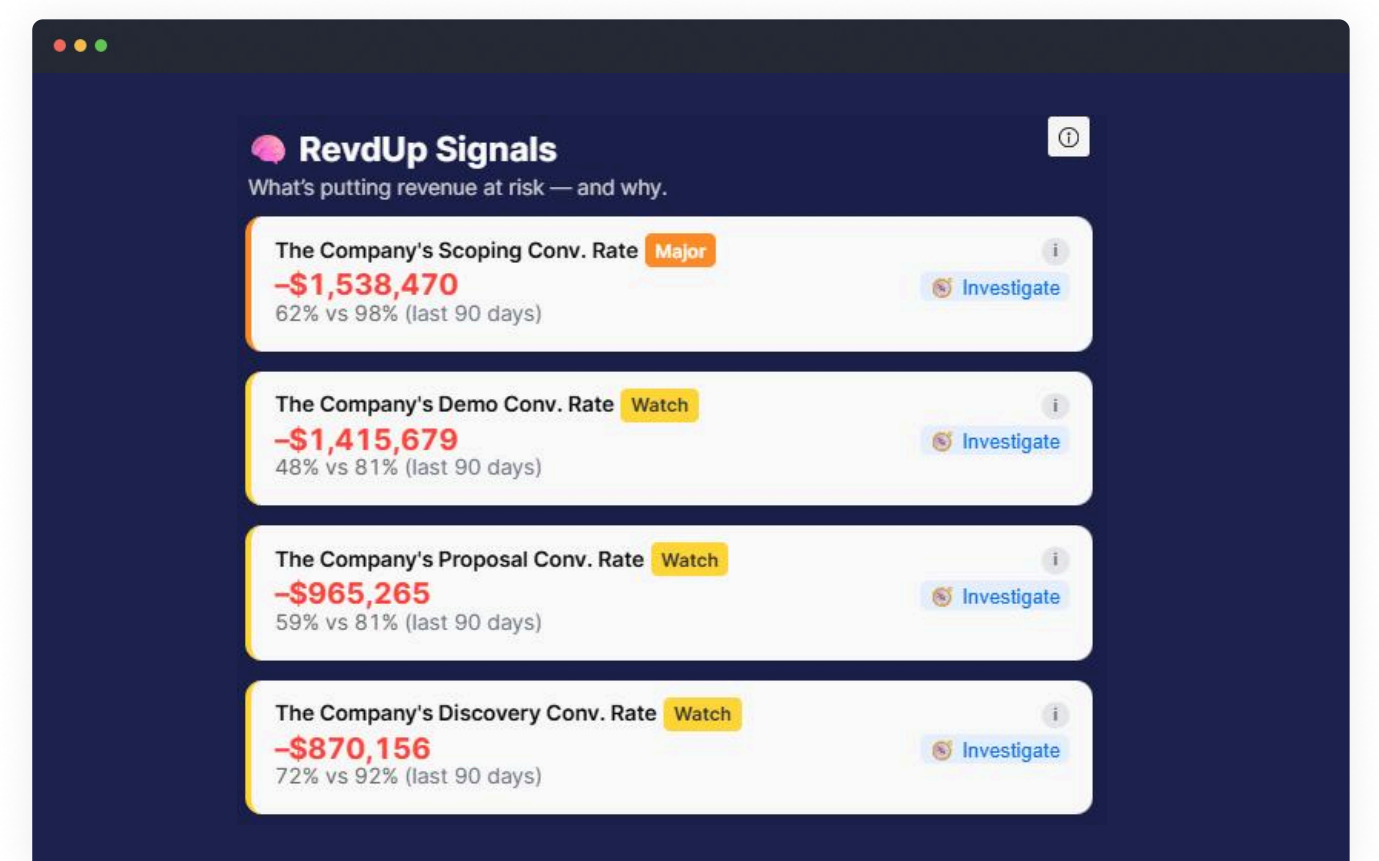 RevdUp Signals
What's putting revenue at risk — and why.
The Company's Scoping Conv. Rate Major
–$1,538,470
Investigate
62% vs 98% (last 90 days)
The Company's Demo Conv. Rate Watch
–$1,415,679
Investigate
48% vs 81% (last 90 days)
The Company's Proposal Conv. Rate Watch
–$965,265
Investigate
59% vs 81% (last 90 days)
The Company's Discovery Conv. Rate Watch
–$870,156
Investigate
72% vs 92% (last 90 days)